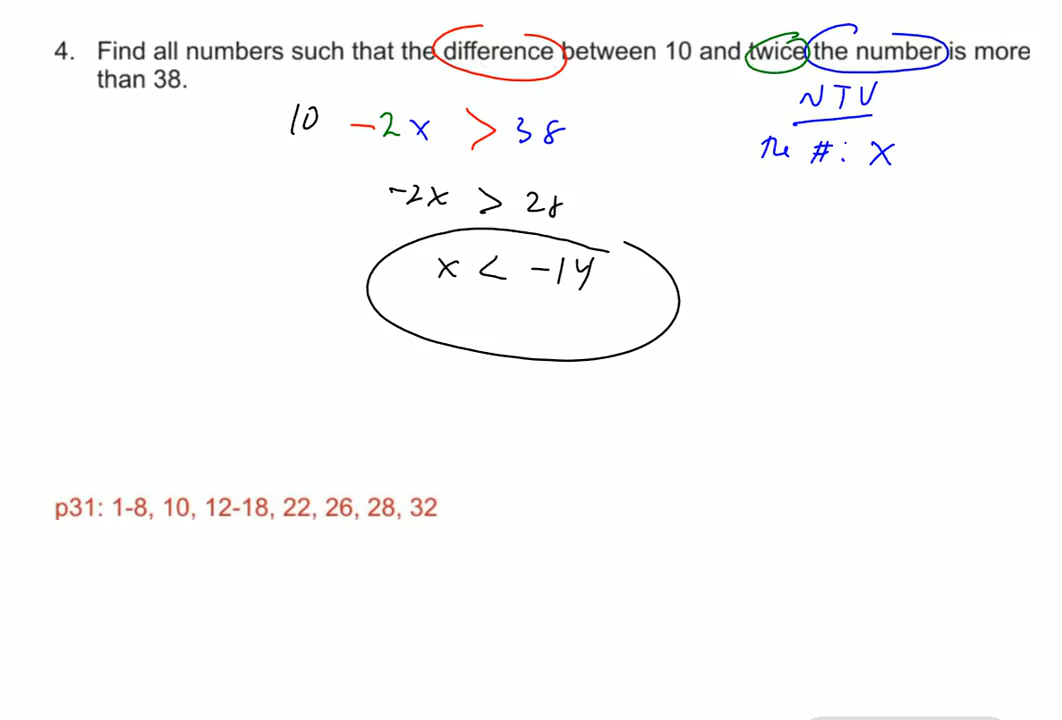 4. Find all numbers such that the difference between 10 and twice the number is more
than 38.
NTV
10 -2x > 38
The #: x
-2x > 28
x < -14
p31: 1-8, 10, 12-18, 22, 26, 28, 32